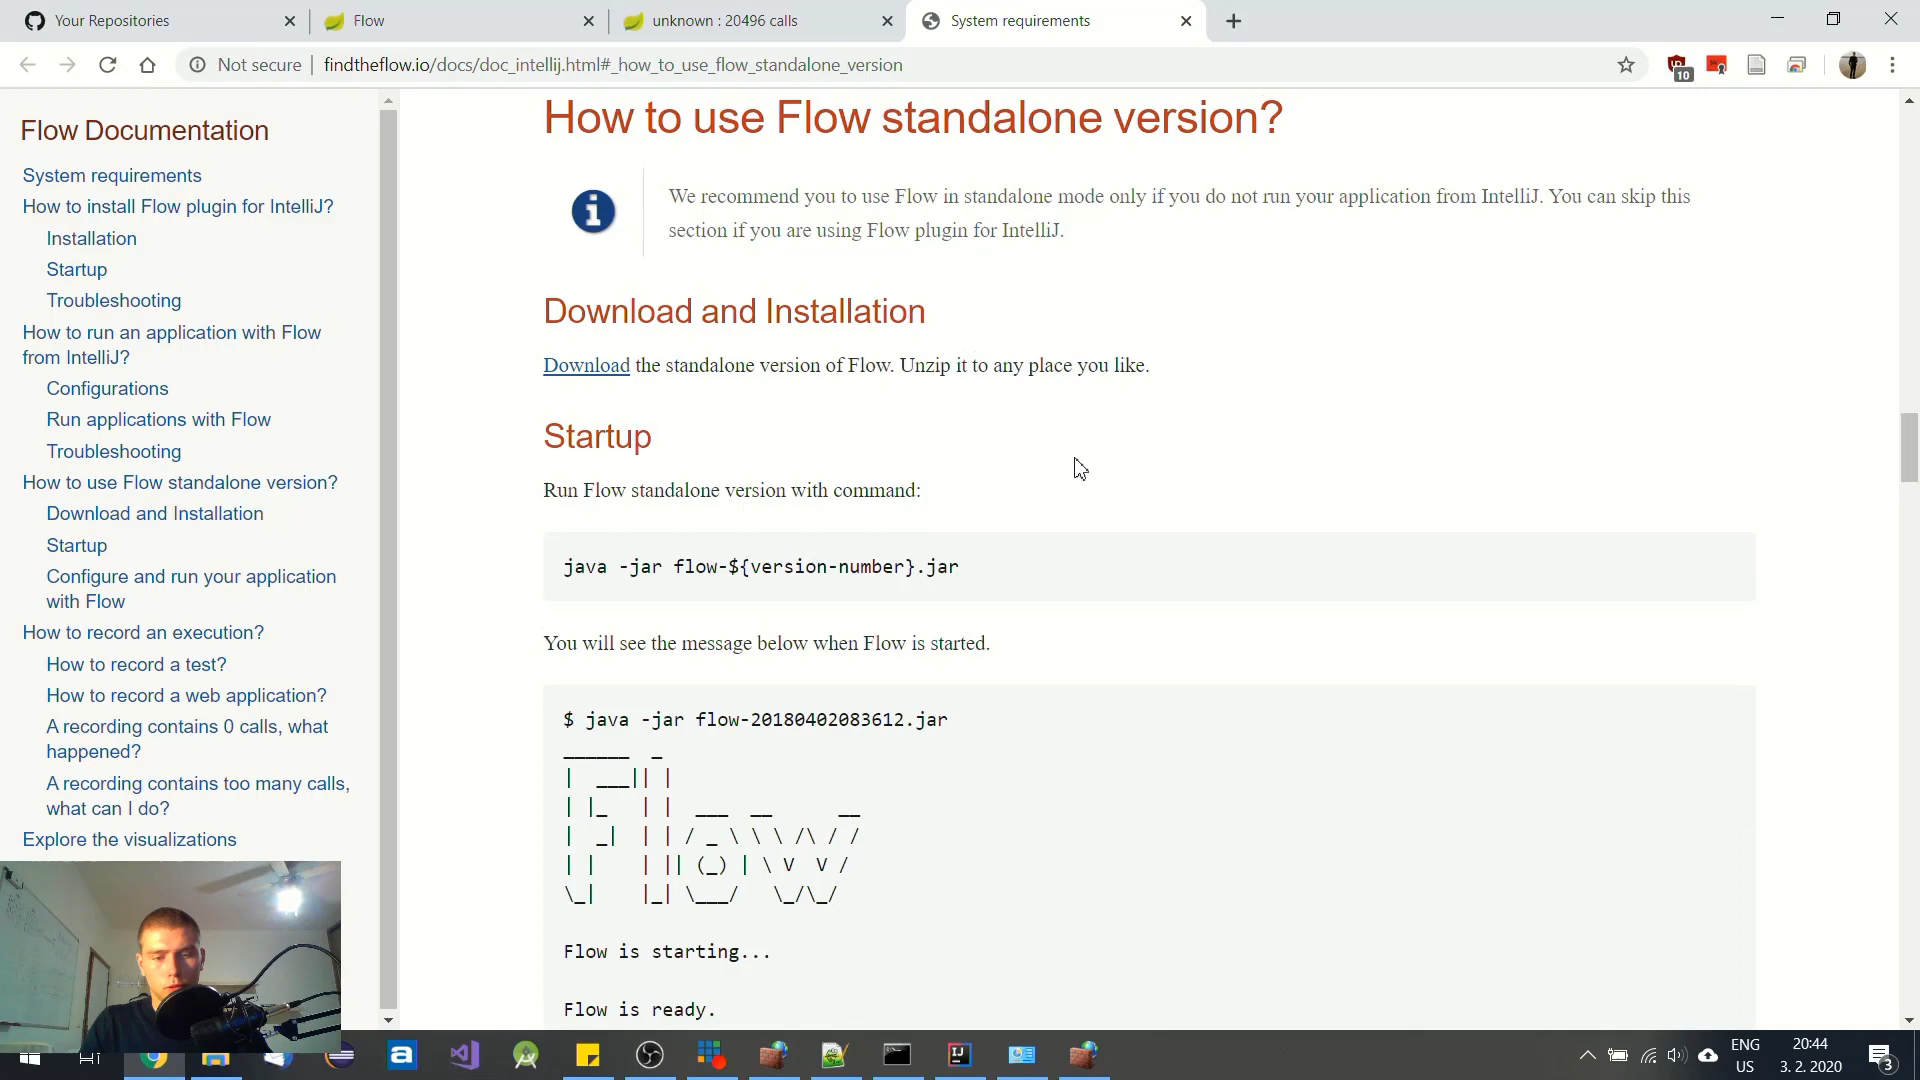 Your Repositories
Flow
unknown : 20496 calls
System requirements
Not secure
findtheflow.io/docs/doc_intellij.html#_how_to_use_flow_standalone_version
10
Flow Documentation
System requirements
How to install Flow plugin for IntelliJ?
Installation
Startup
Troubleshooting
How to run an application with Flow
from IntelliJ?
Configurations
Run applications with Flow
Troubleshooting
How to use Flow standalone version?
Download and Installation
Startup
Configure and run your application
with Flow
How to record an execution?
How to record a test?
How to record a web application?
A recording contains 0 calls, what
happened?
A recording contains too many calls,
what can I do?
Explore the visualizations
How to use Flow standalone version?
We recommend you to use Flow in standalone mode only if you do not run your application from IntelliJ. You can skip this
section if you are using Flow plugin for IntelliJ.
Download and Installation
Download the standalone version of Flow. Unzip it to any place you like.
Startup
Run Flow standalone version with command:
java -jar flow-${version-number}.jar
You will see the message below when Flow is started.
$ java -jar flow-20180402083612.jar
Flow
Flow is starting...
Flow is ready.
ENG
US
20:44
3. 2. 2020
3